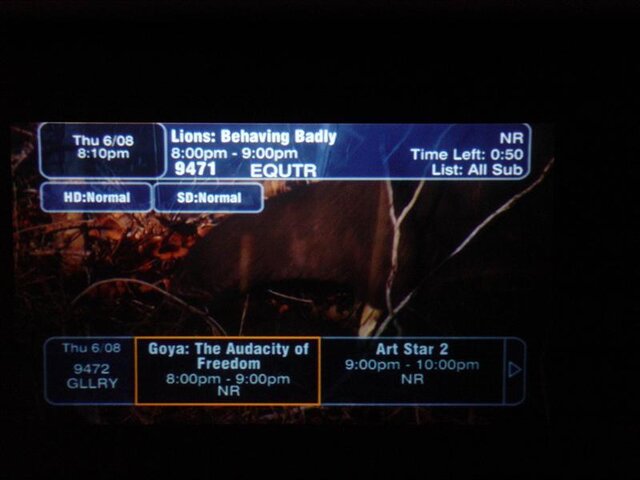 Thu 6/08
8:10pm
Lions: Behaving Badly
8:00pm - 9:00pm
9471 EQUTR
NR
Time Left: 0:50
List: All Sub
HD:Normal
SD:Normal
Thu 6/08
9472
GLLRY
Goya: The Audacity of
Freedom
8:00pm - 9:00pm
NR
Art Star 2
9:00pm - 10:00pm
NR